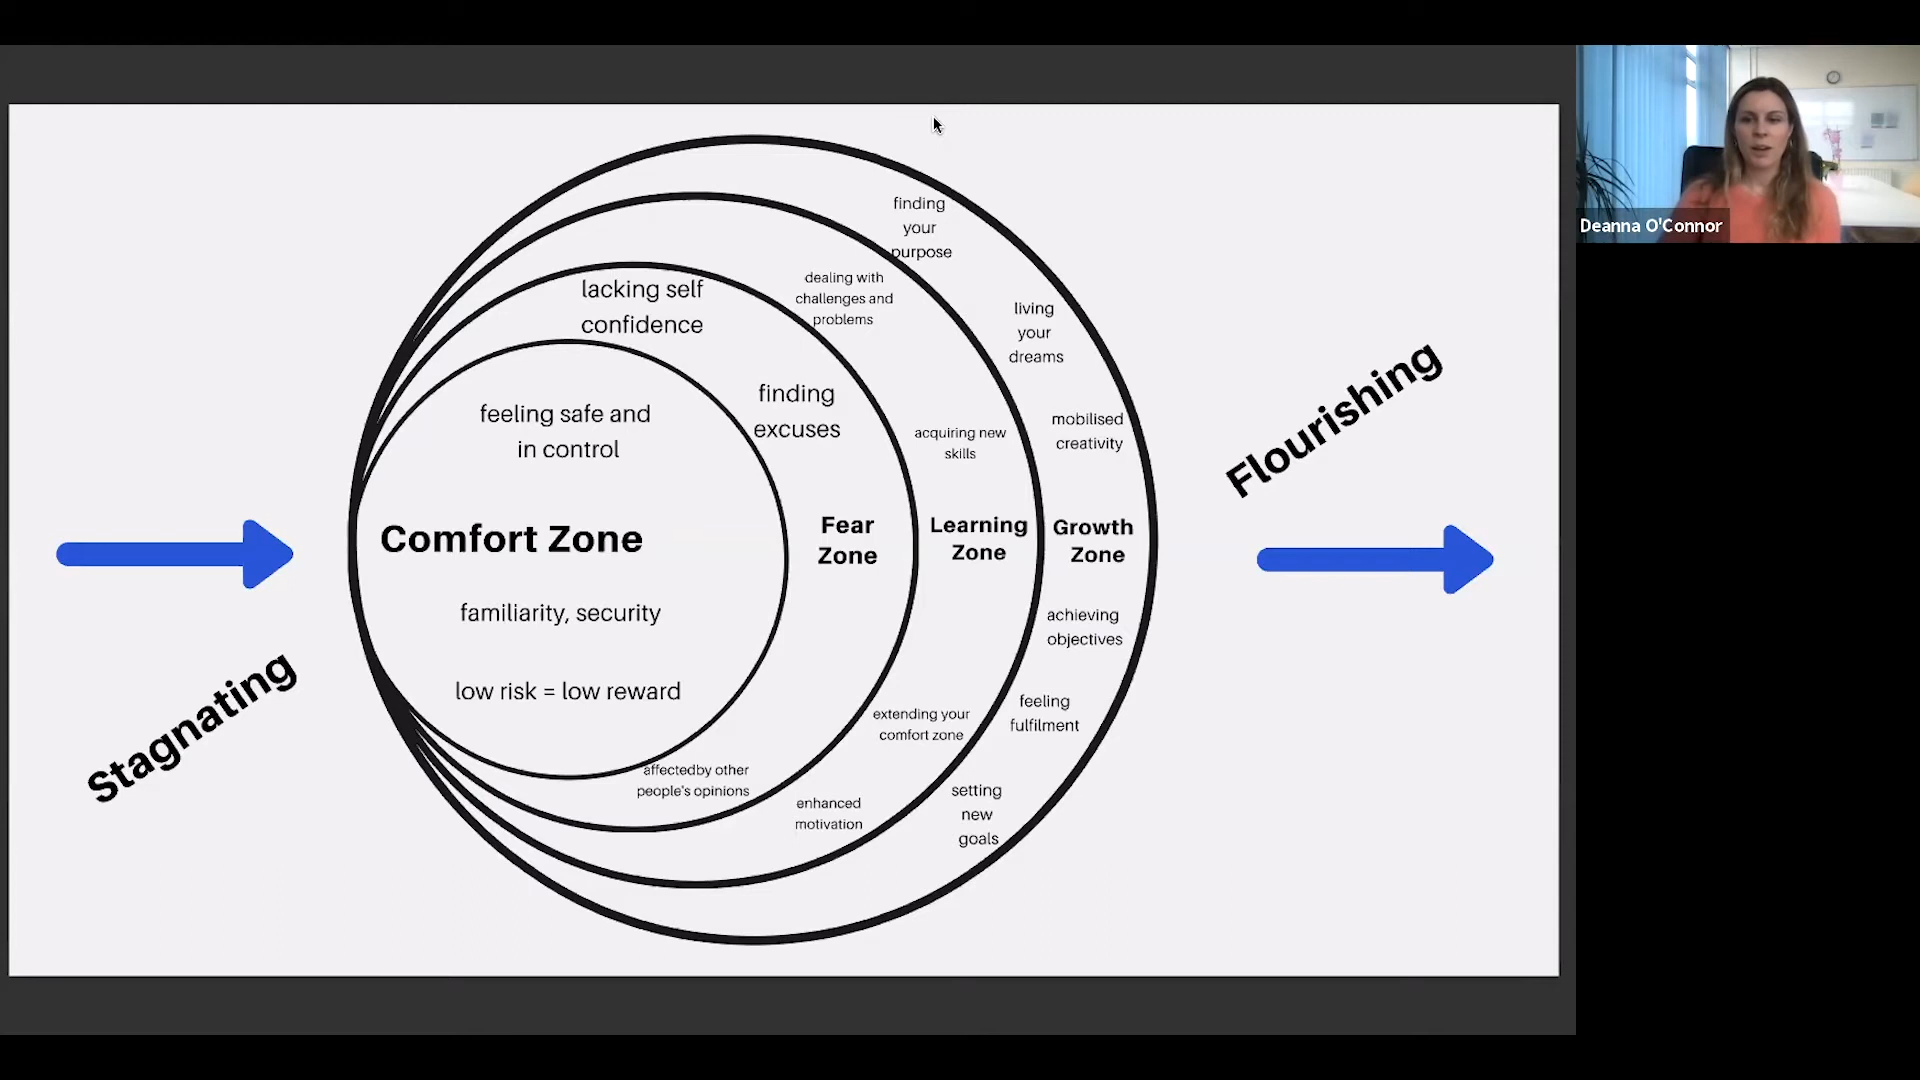 finding
your
purpose
dealing with
challenges and
problems
lacking self
confidence
living
your
dreams
finding
excuses
feeling safe and
in control
acquiring new
skills
mobilised
creativity
Flourishing
Comfort Zone
Fear
Zone
Learning
Zone
Growth
Zone
familiarity, security
achieving
objectives
low risk = low reward
extending your
comfort zone
feeling
fulfilment
Stagnating
affectedby other
people's opinions
enhanced
motivation
setting
new
goals
Deanna O'Connor